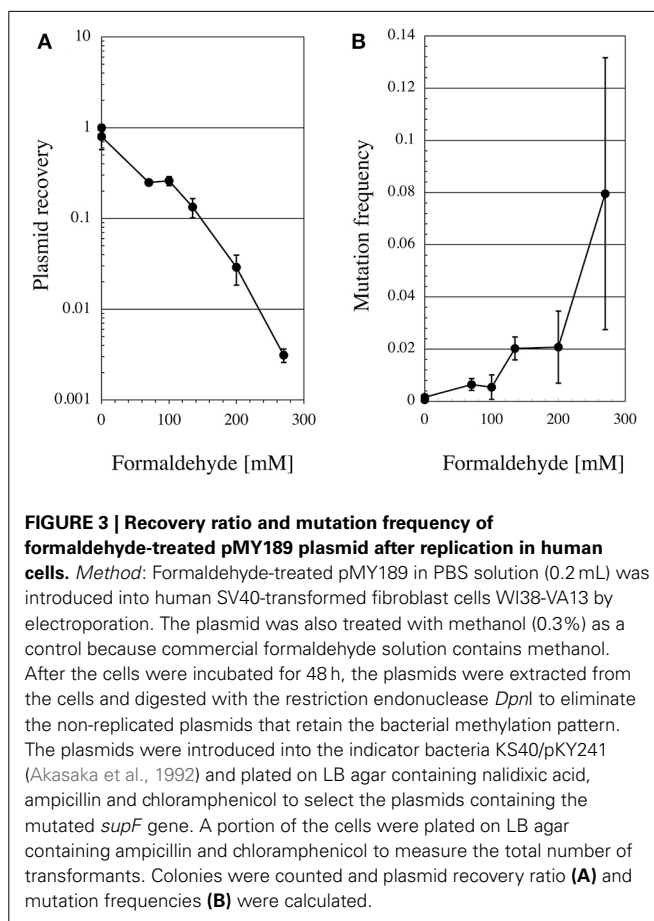 A
10
1
0.1
0.01
0.001
Plasmid recovery
0
100
200
300
Formaldehyde [mM]
B
0.14
0.12
0.1
0.08
0.06
0.04
0.02
0
Mutation frequency
0
100
200
300
Formaldehyde [mM]
FIGURE 3 | Recovery ratio and mutation frequency of
formaldehyde-treated pMY189 plasmid after replication in human
cells. Method: Formaldehyde-treated pMY189 in PBS solution (0.2 mL) was
introduced into human SV40-transformed fibroblast cells WI38-VA13 by
electroporation. The plasmid was also treated with methanol (0.3%) as a
control because commercial formaldehyde solution contains methanol.
After the cells were incubated for 48 h, the plasmids were extracted from
the cells and digested with the restriction endonuclease DpnI to eliminate
the non-replicated plasmids that retain the bacterial methylation pattern.
The plasmids were introduced into the indicator bacteria KS40/pKY241
(Akasaka et al., 1992) and plated on LB agar containing nalidixic acid,
ampicillin and chloramphenicol to select the plasmids containing the
mutated supF gene. A portion of the cells were plated on LB agar
containing ampicillin and chloramphenicol to measure the total number of
transformants. Colonies were counted and plasmid recovery ratio (A) and
mutation frequencies (B) were calculated.